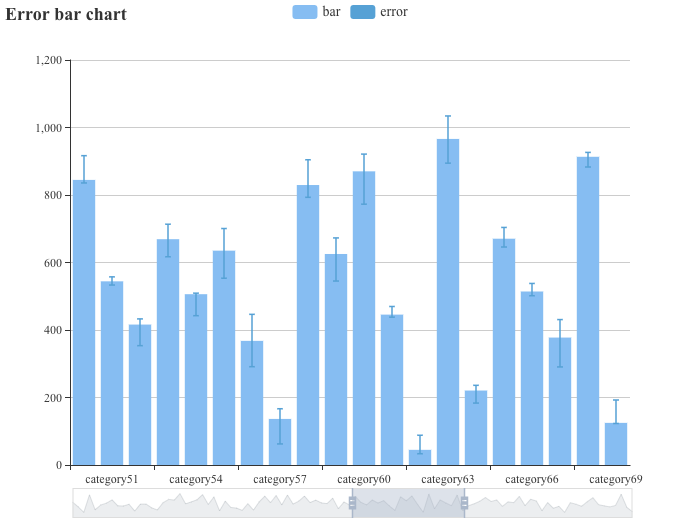 Error bar chart
bar error
1,200
1,000
800
600
400
200
0
category51 category54 category57 category60 category63 category66 category69